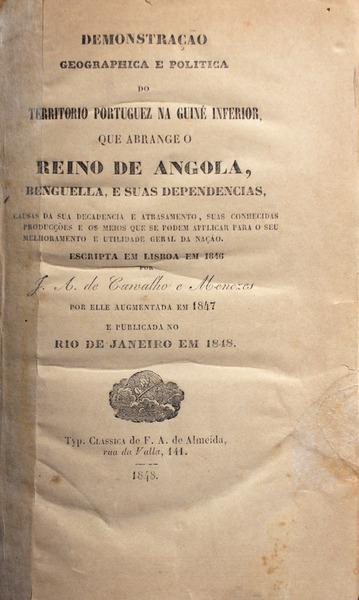 DEMONSTRAÇAO
GEOGRAPHICA E POLITICA
DO
TERRITORIO PORTUGUEZ NA GUINÉ INFERIOR,
QUE ABRANGE O
REINO DE ANGOLA,
BENGUELLA, E SUAS DEPENDENCIAS,
CAUSAS DA SUA DECADENCIA E ATRASAMENTO, SUAS CONHECIDAS
PRODUCÇÕES E OS MEIOS QUE SE PODEM APPLICAR PARA O SEU
MELHORAMENTO E UTILIDADE GERAL DA NAÇÃO.
ESCRIPTA EM LISBOA EM 1846
POR
J. A. de Carvalho e Menezes
POR ELLE AUGMENTADA EM 1847
E PUBLICADA NO
RIO DE JANEIRO EM 1848.
Typ. CLASSICA de F. A. de Almeida,
rua da Valla, 141.
1848.